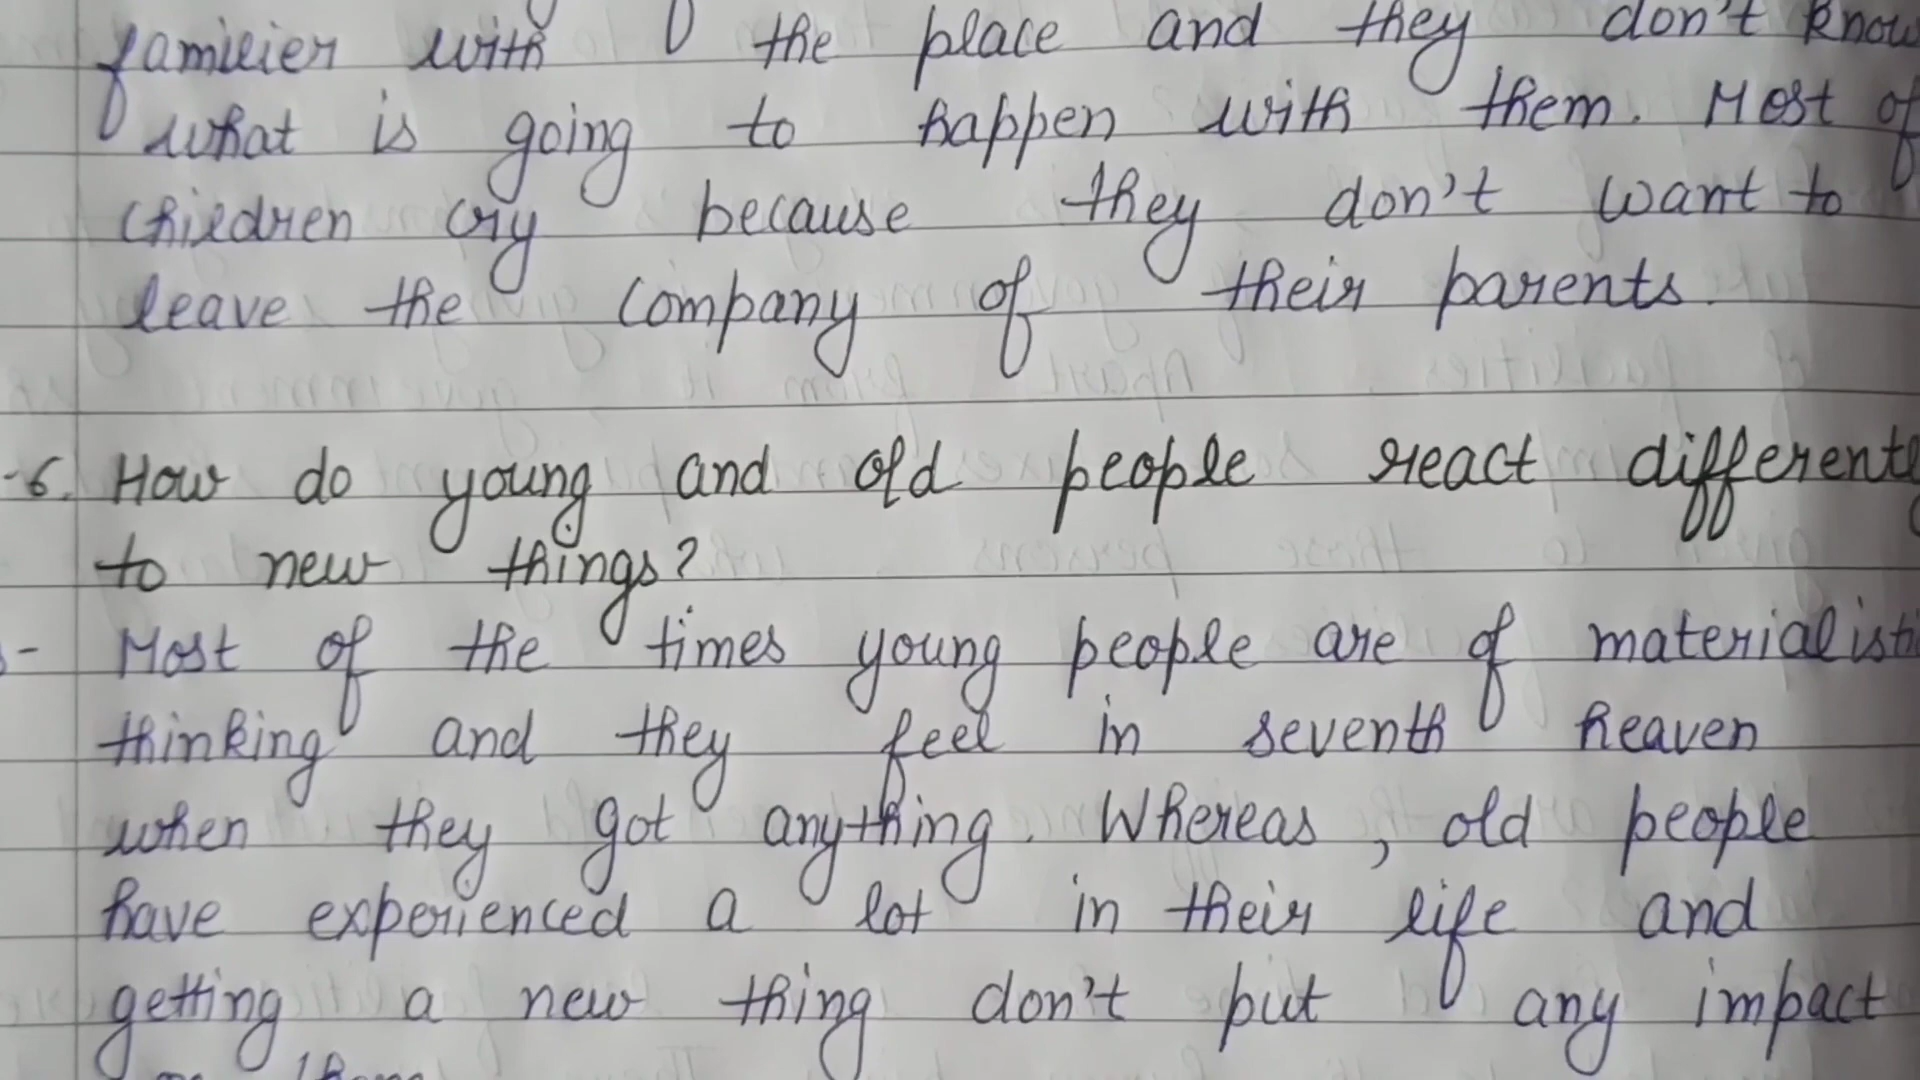 familier with the place and they don't know
what is going to happen with them. Most of
children cry because they don't want to
leave the company of their parents.
-6. How do young and old people react different
to new things?
- Most of the times young people are of materialisti
thinking and they feel in seventh heaven
when they got anything. Whereas, old people
have experienced a lot in their life and
getting a new thing don't put any impact